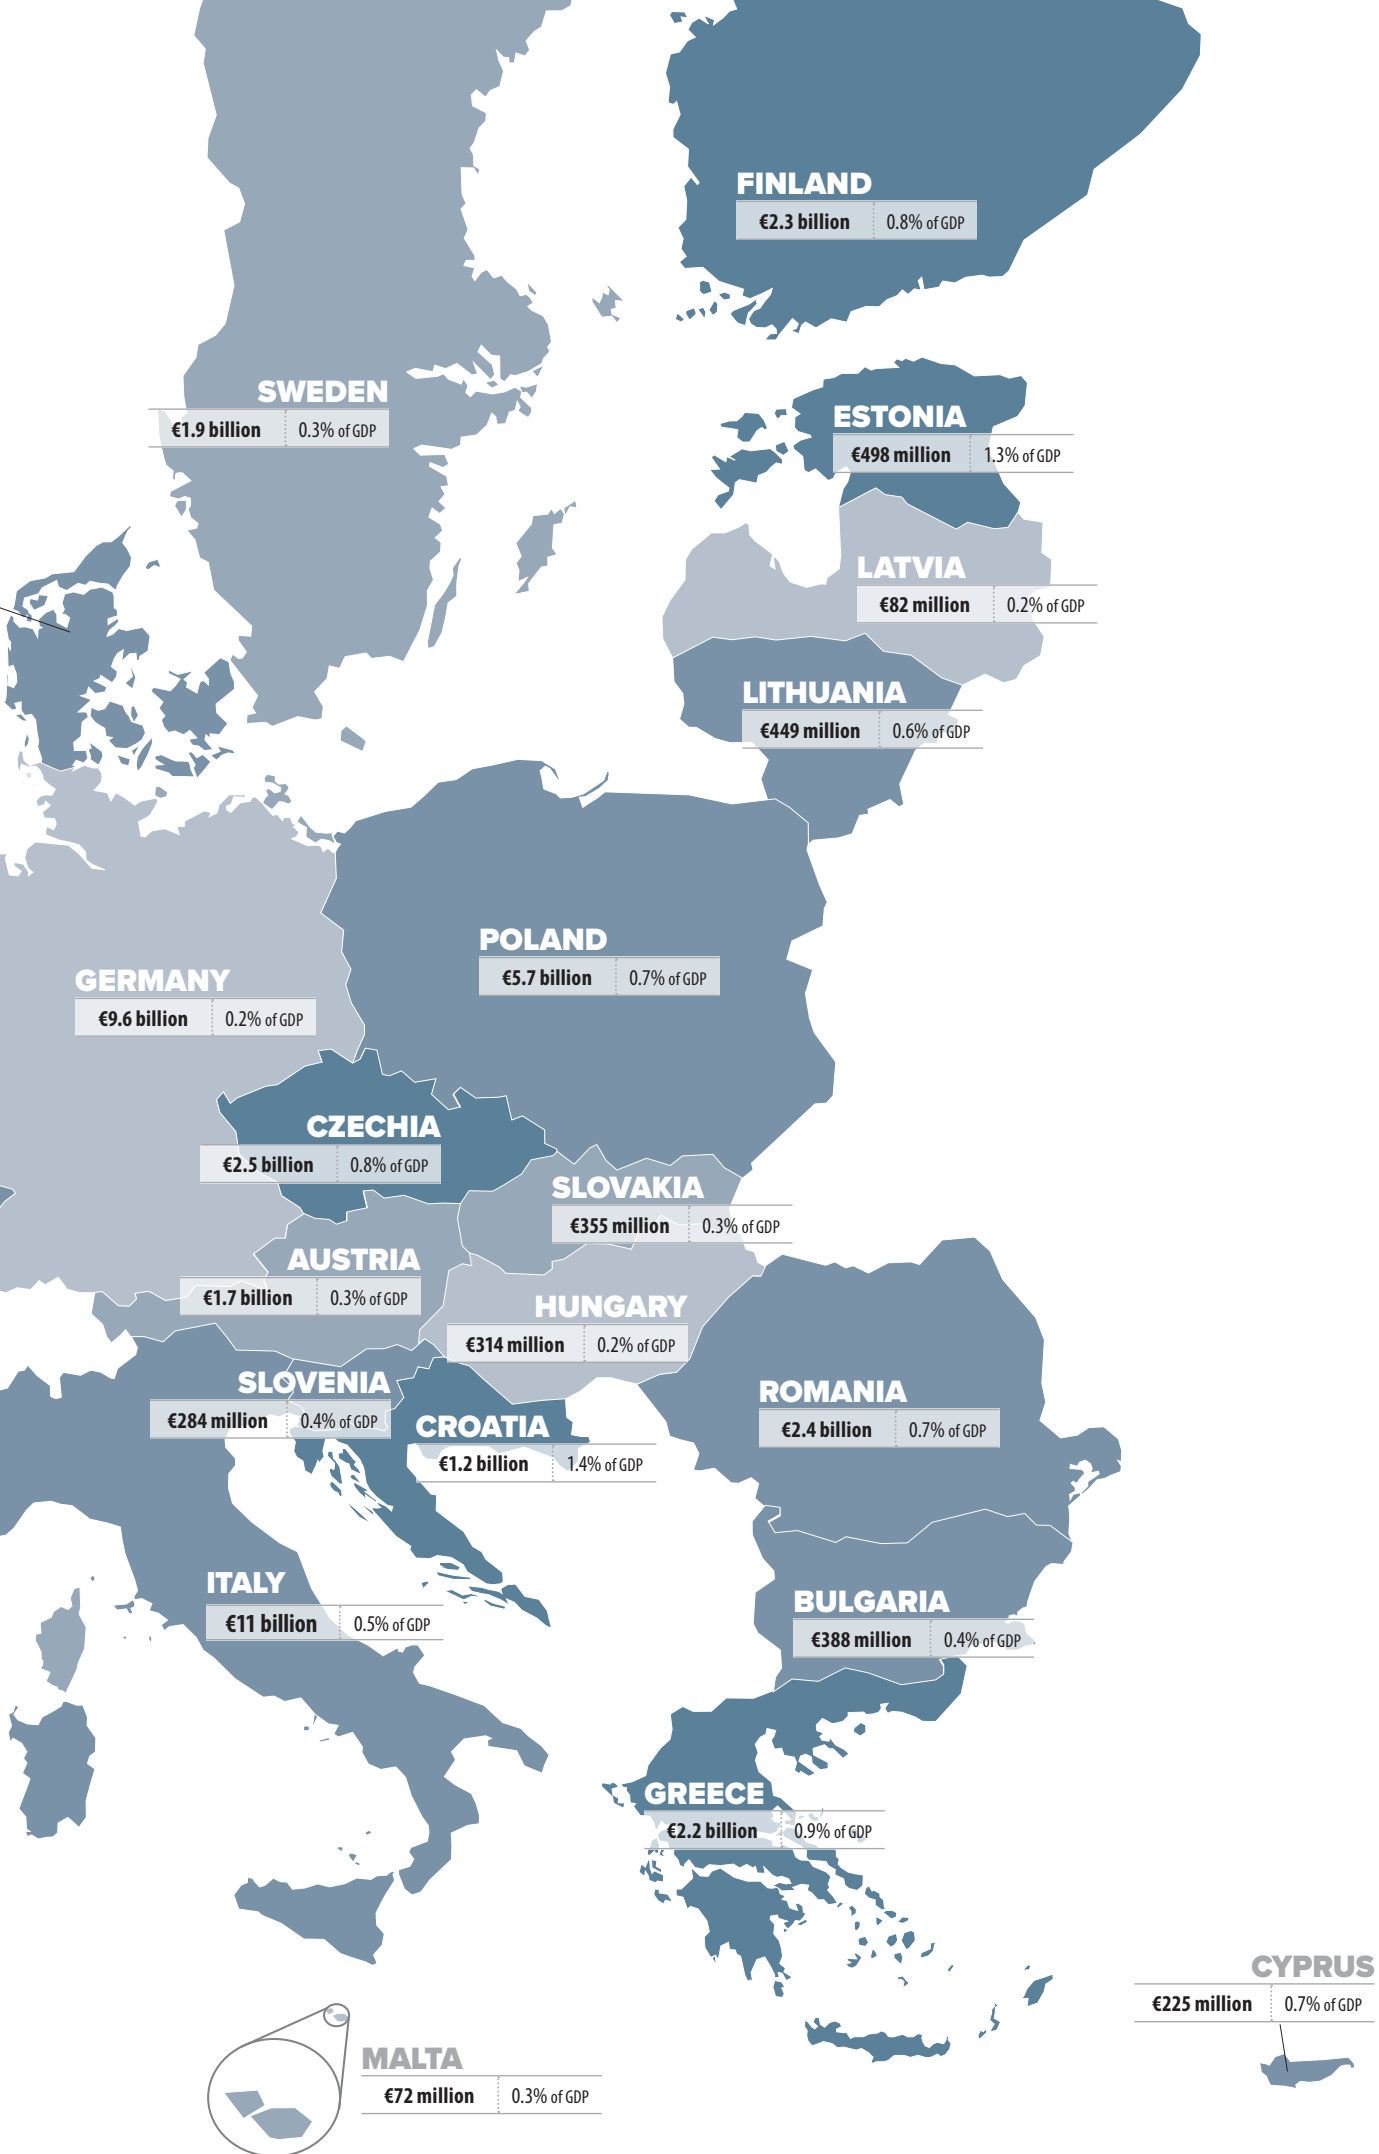 FINLAND
€2.3 billion 0.8% of GDP
SWEDEN
€1.9 billion 0.3% of GDP
ESTONIA
€498 million 1.3% of GDP
LATVIA
€82 million 0.2% of GDP
LITHUANIA
€449 million 0.6% of GDP
POLAND
€5.7 billion 0.7% of GDP
GERMANY
€9.6 billion 0.2% of GDP
CZECHIA
€2.5 billion 0.8% of GDP
SLOVAKIA
€355 million 0.3% of GDP
AUSTRIA
€1.7 billion 0.3% of GDP
HUNGARY
€314 million 0.2% of GDP
SLOVENIA
€284 million 0.4% of GDP
ROMANIA
€2.4 billion 0.7% of GDP
CROATIA
€1.2 billion 1.4% of GDP
ITALY
€11 billion 0.5% of GDP
BULGARIA
€388 million 0.4% of GDP
GREECE
€2.2 billion 0.9% of GDP
CYPRUS
€225 million 0.7% of GDP
MALTA
€72 million 0.3% of GDP